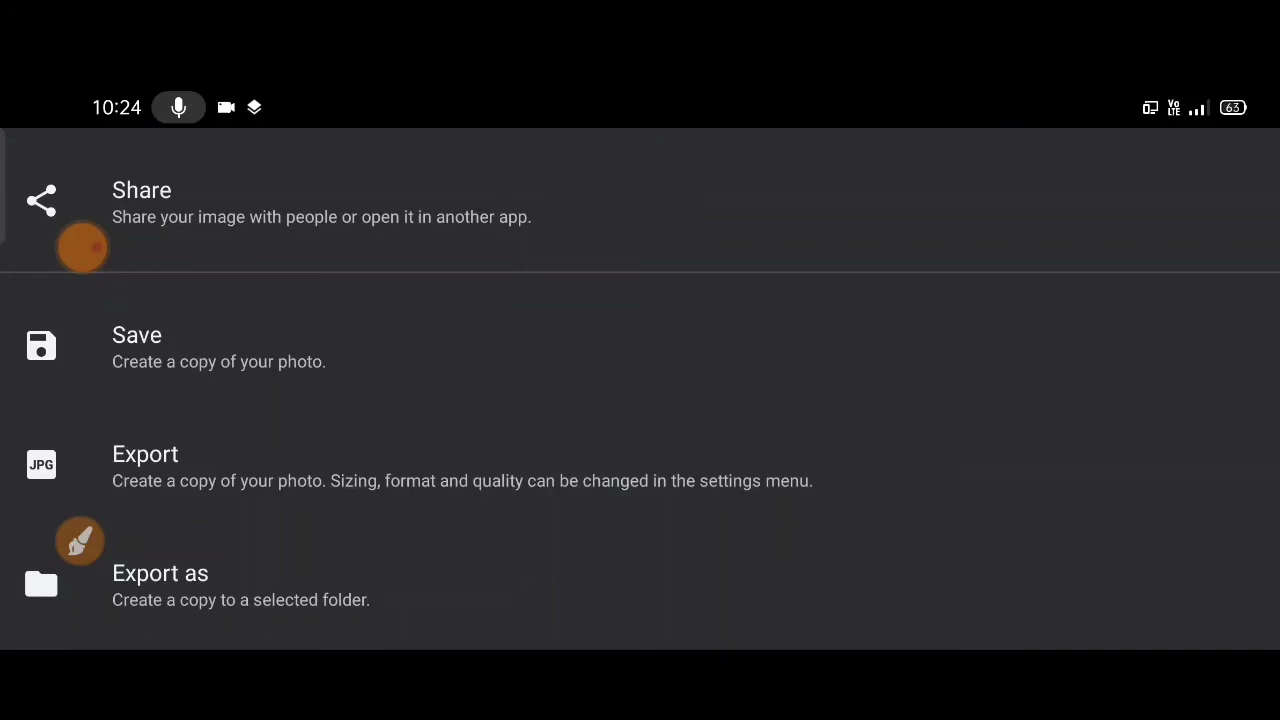 10:24
Vo
LTE
63
Share
Share your image with people or open it in another app.
Save
Create a copy of your photo.
JPG
Export
Create a copy of your photo. Sizing, format and quality can be changed in the settings menu.
Export as
Create a copy to a selected folder.